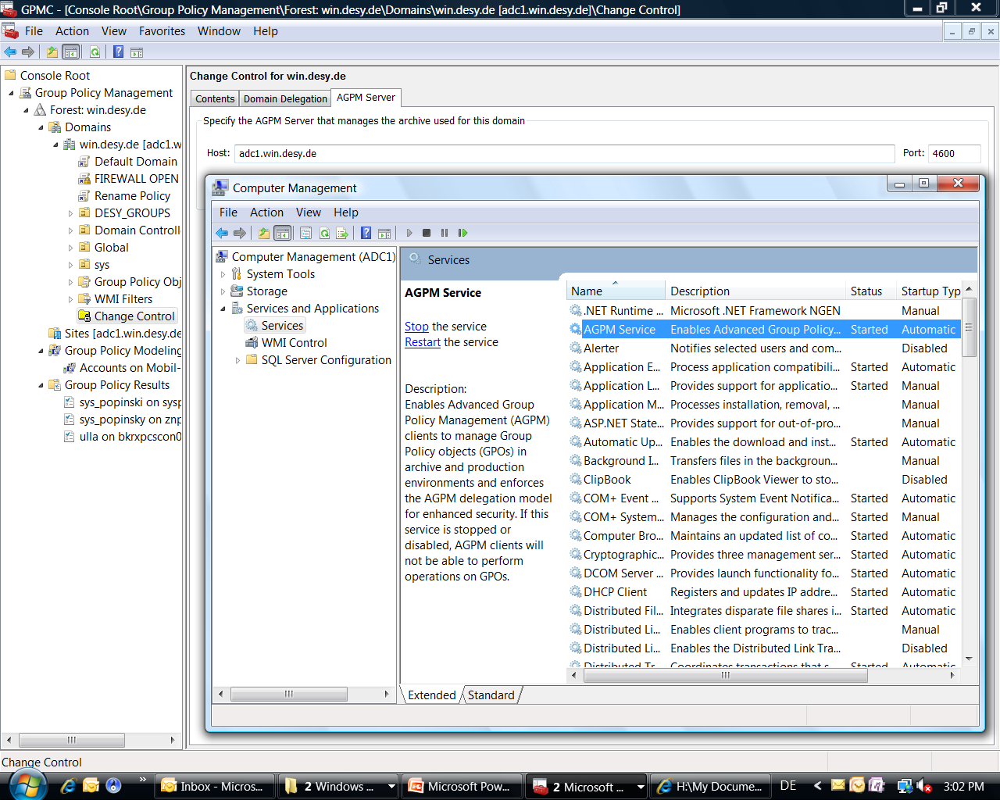 GPMC - [Console Root\Group Policy Management\Forest: win.desy.de\Domains\win.desy.de [adc1.win.desy.de]\Change Control]
File Action View Favorites Window Help
Console Root
Group Policy Management
Forest: win.desy.de
Domains
win.desy.de [adc1.w
Default Domain
FIREWALL OPEN
Rename Policy
DESY_GROUPS
Domain Controll
Global
sys
Group Policy Obj
WMI Filters
Change Control
Sites [adc1.win.desy.de
Group Policy Modeling
Accounts on Mobil-
Group Policy Results
sys_popinski on sysp
sys_popinsky on znp
ulla on bkrxpcscon0
Change Control for win.desy.de
Contents Domain Delegation AGPM Server
Specify the AGPM Server that manages the archive used for this domain
Host: adc1.win.desy.de Port: 4600
Computer Management
File Action View Help
Computer Management (ADC1)
System Tools
Storage
Services and Applications
Services
WMI Control
SQL Server Configuration
Services
AGPM Service
Stop the service
Restart the service
Description:
Enables Advanced Group
Policy Management (AGPM)
clients to manage Group
Policy objects (GPOs) in
archive and production
environments and enforces
the AGPM delegation model
for enhanced security. If this
service is stopped or
disabled, AGPM clients will
not be able to perform
operations on GPOs.
Name Description Status Startup Typ
.NET Runtime ... Microsoft .NET Framework NGEN Manual
AGPM Service Enables Advanced Group Policy... Started Automatic
Alerter Notifies selected users and com... Disabled
Application E... Process application compatibili... Started Automatic
Application L... Provides support for applicatio... Started Manual
Application M... Processes installation, removal, ... Manual
ASP.NET State... Provides support for out-of-pro... Manual
Automatic Up... Enables the download and inst... Started Automatic
Background I... Transfers files in the backgroun... Manual
ClipBook Enables ClipBook Viewer to sto... Disabled
COM+ Event ... Supports System Event Notifica... Started Automatic
COM+ System... Manages the configuration and... Started Manual
Computer Bro... Maintains an updated list of co... Started Automatic
Cryptographic... Provides three management ser... Started Automatic
DCOM Server ... Provides launch functionality fo... Started Automatic
DHCP Client Registers and updates IP addre... Started Automatic
Distributed Fil... Integrates disparate file shares i... Started Automatic
Distributed Li... Enables client programs to trac... Manual
Distributed Li... Enables the Distributed Link Tra... Disabled
Distributed Tr... Coordinates transactions that s... Started Automatic
Extended Standard
Change Control
Inbox - Micros... 2 Windows ... Microsoft Pow... 2 Microsoft ... H:\My Docume... DE 3:02 PM